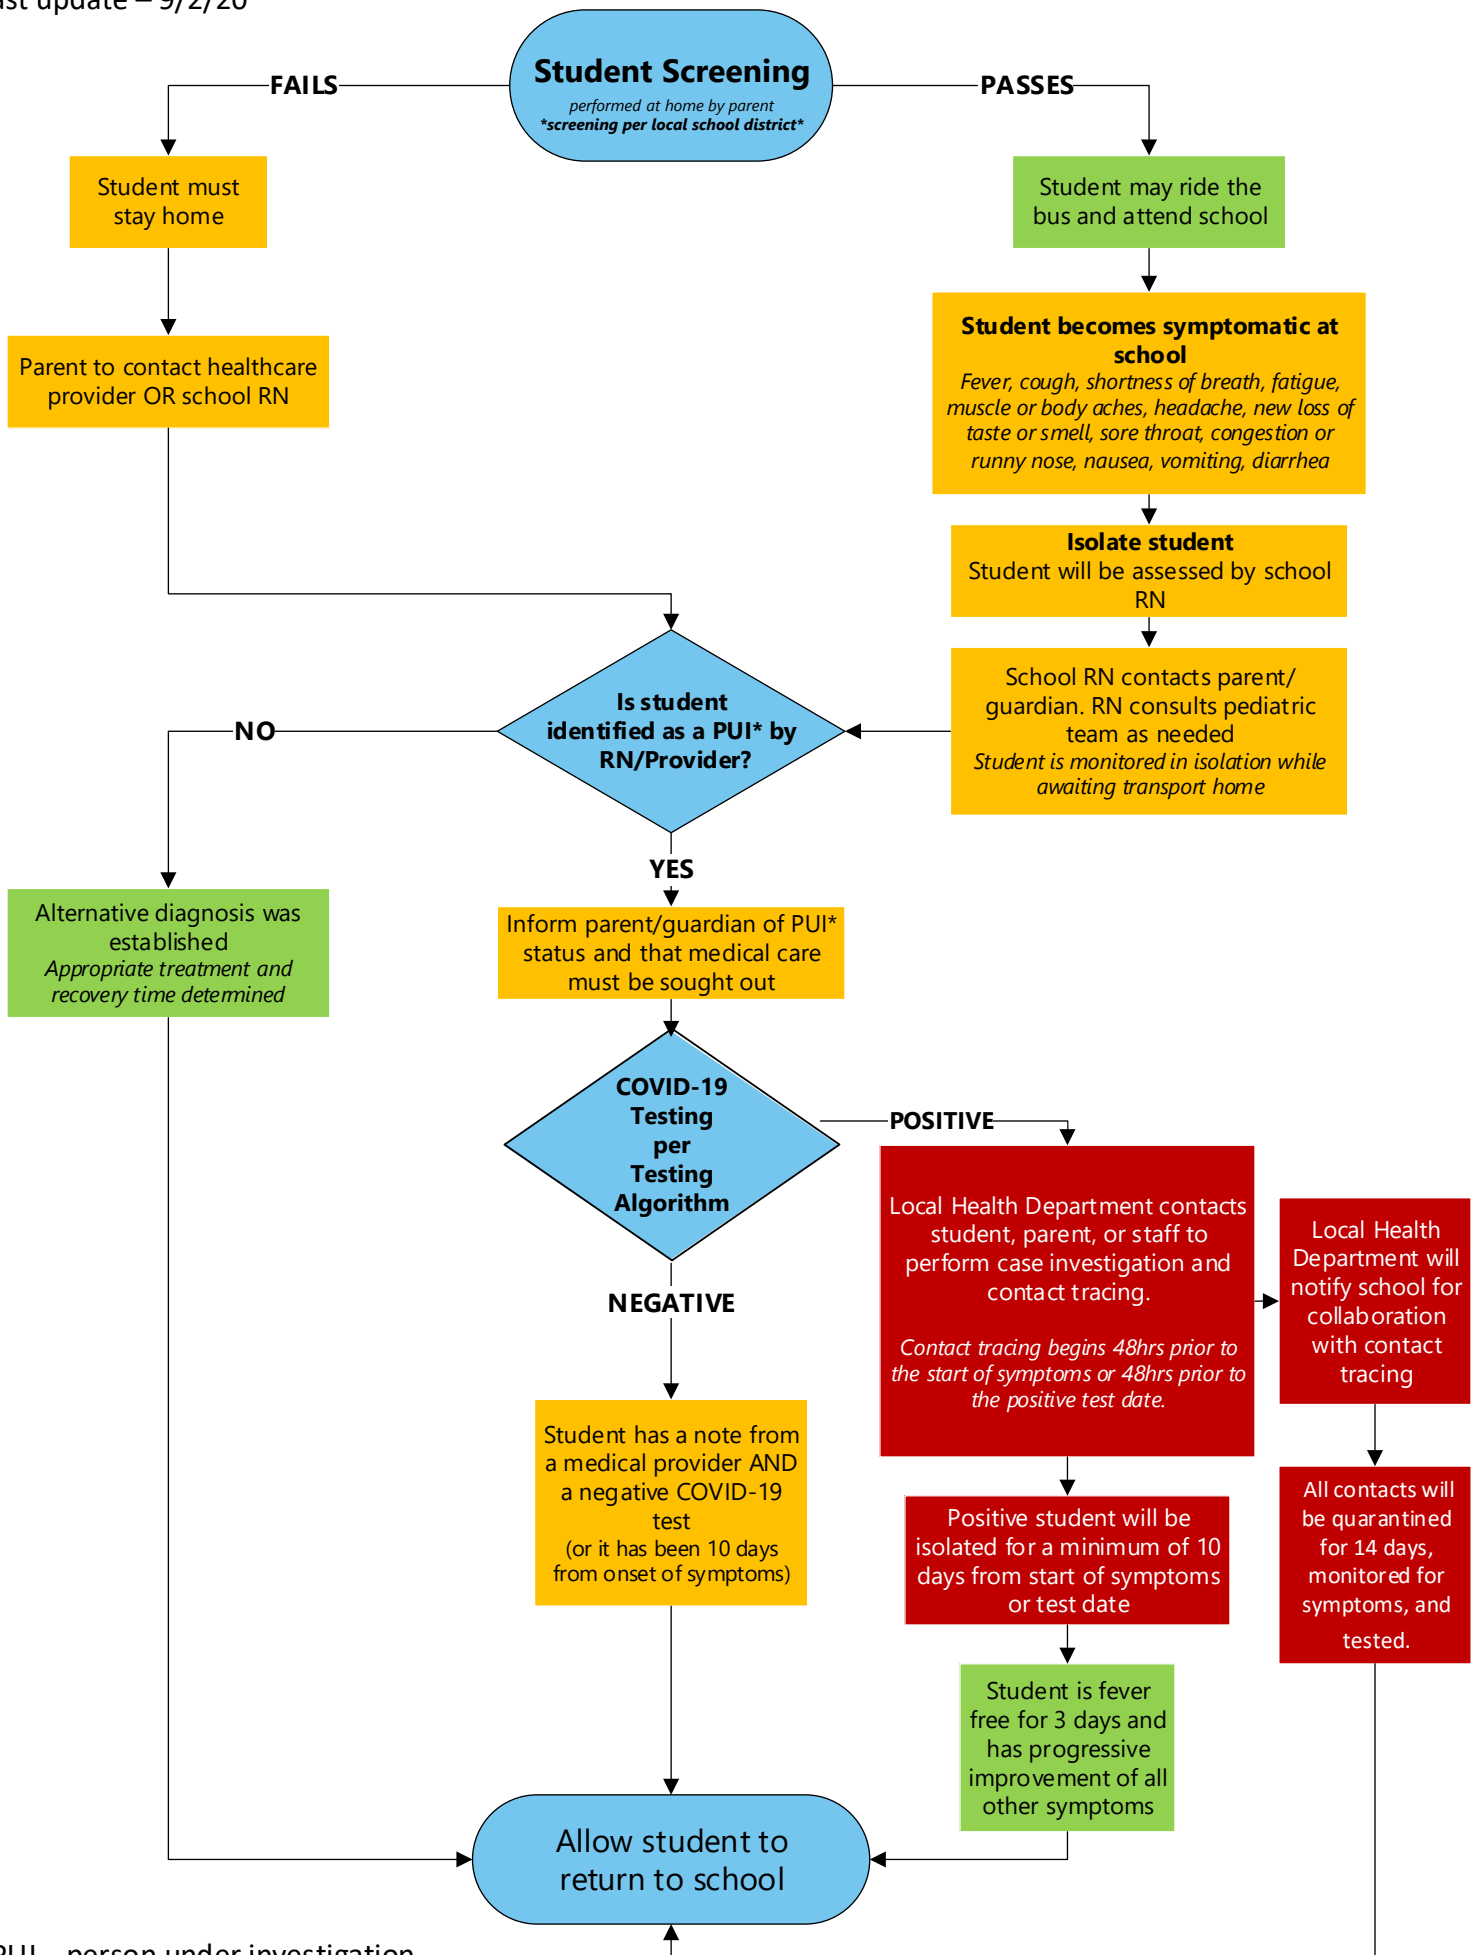 update – 9/2/20
Student Screening
performed at home by parent
*screening per local school district*
FAILS
PASSES
Student must
stay home
Student may ride the
bus and attend school
Parent to contact healthcare
provider OR school RN
Student becomes symptomatic at
school
Fever, cough, shortness of breath, fatigue,
muscle or body aches, headache, new loss of
taste or smell, sore throat, congestion or
runny nose, nausea, vomiting, diarrhea
Isolate student
Student will be assessed by school
RN
School RN contacts parent/
guardian. RN consults pediatric
team as needed
Student is monitored in isolation while
awaiting transport home
Is student
identified as a PUI* by
RN/Provider?
NO
YES
Alternative diagnosis was
established
Appropriate treatment and
recovery time determined
Inform parent/guardian of PUI*
status and that medical care
must be sought out
COVID-19
Testing
per
Testing
Algorithm
POSITIVE
NEGATIVE
Local Health Department contacts
student, parent, or staff to
perform case investigation and
contact tracing.
Contact tracing begins 48hrs prior to
the start of symptoms or 48hrs prior to
the positive test date.
Local Health
Department will
notify school for
collaboration
with contact
tracing
Student has a note from
a medical provider AND
a negative COVID-19
test
(or it has been 10 days
from onset of symptoms)
Positive student will be
isolated for a minimum of 10
days from start of symptoms
or test date
All contacts will
be quarantined
for 14 days,
monitored for
symptoms, and
tested.
Student is fever
free for 3 days and
has progressive
improvement of all
other symptoms
Allow student to
return to school
PUI – person under investigation